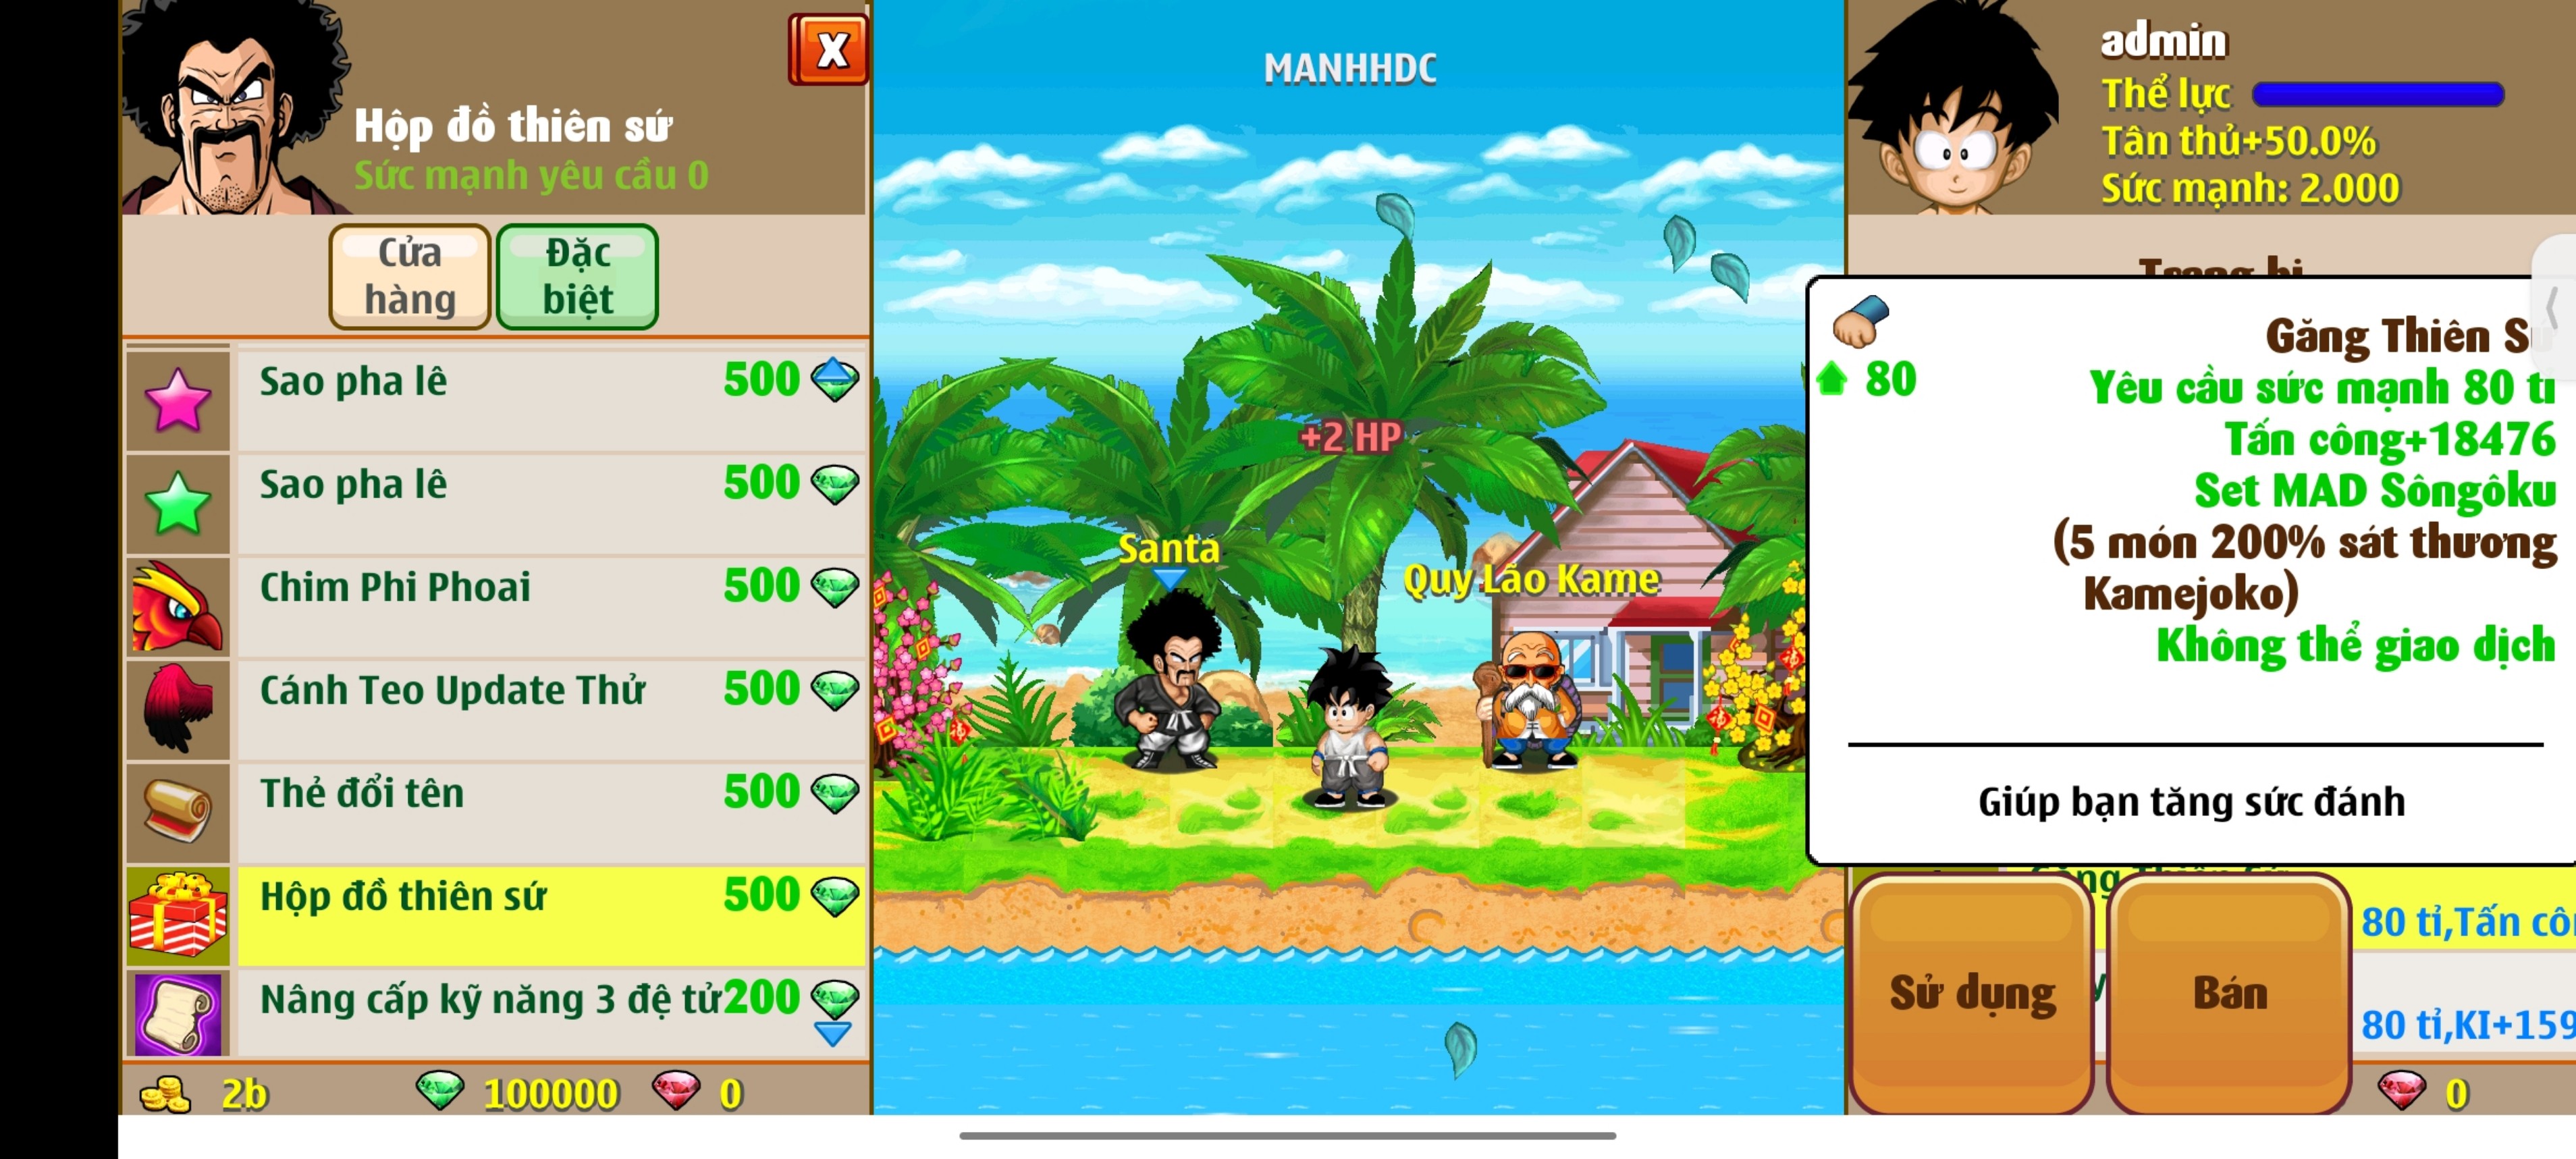 Hộp đồ thiên sứ
Sức mạnh yêu cầu 0
X
Cửa
hàng
Đặc
biệt
Sao pha lê 500
Sao pha lê 500
Chim Phi Phoai 500
Cánh Teo Update Thử 500
Thẻ đổi tên 500
Hộp đồ thiên sứ 500
Nâng cấp kỹ năng 3 đệ tử 200
2b 100000 0
MANHHDC
+2 HP
Santa
Quy Lão Kame
admin
Thể lực
Tân thủ+50.0%
Sức mạnh: 2.000
Găng Thiên
80
Yêu cầu sức mạnh 80 tỉ
Tấn công+18476
Set MAD Sôngôku
(5 món 200% sát thương
Kamejoko)
Không thể giao dịch
Giúp bạn tăng sức đánh
Sử dụng
Bán
80 tỉ,Tấn
80 tỉ,KI+159
0